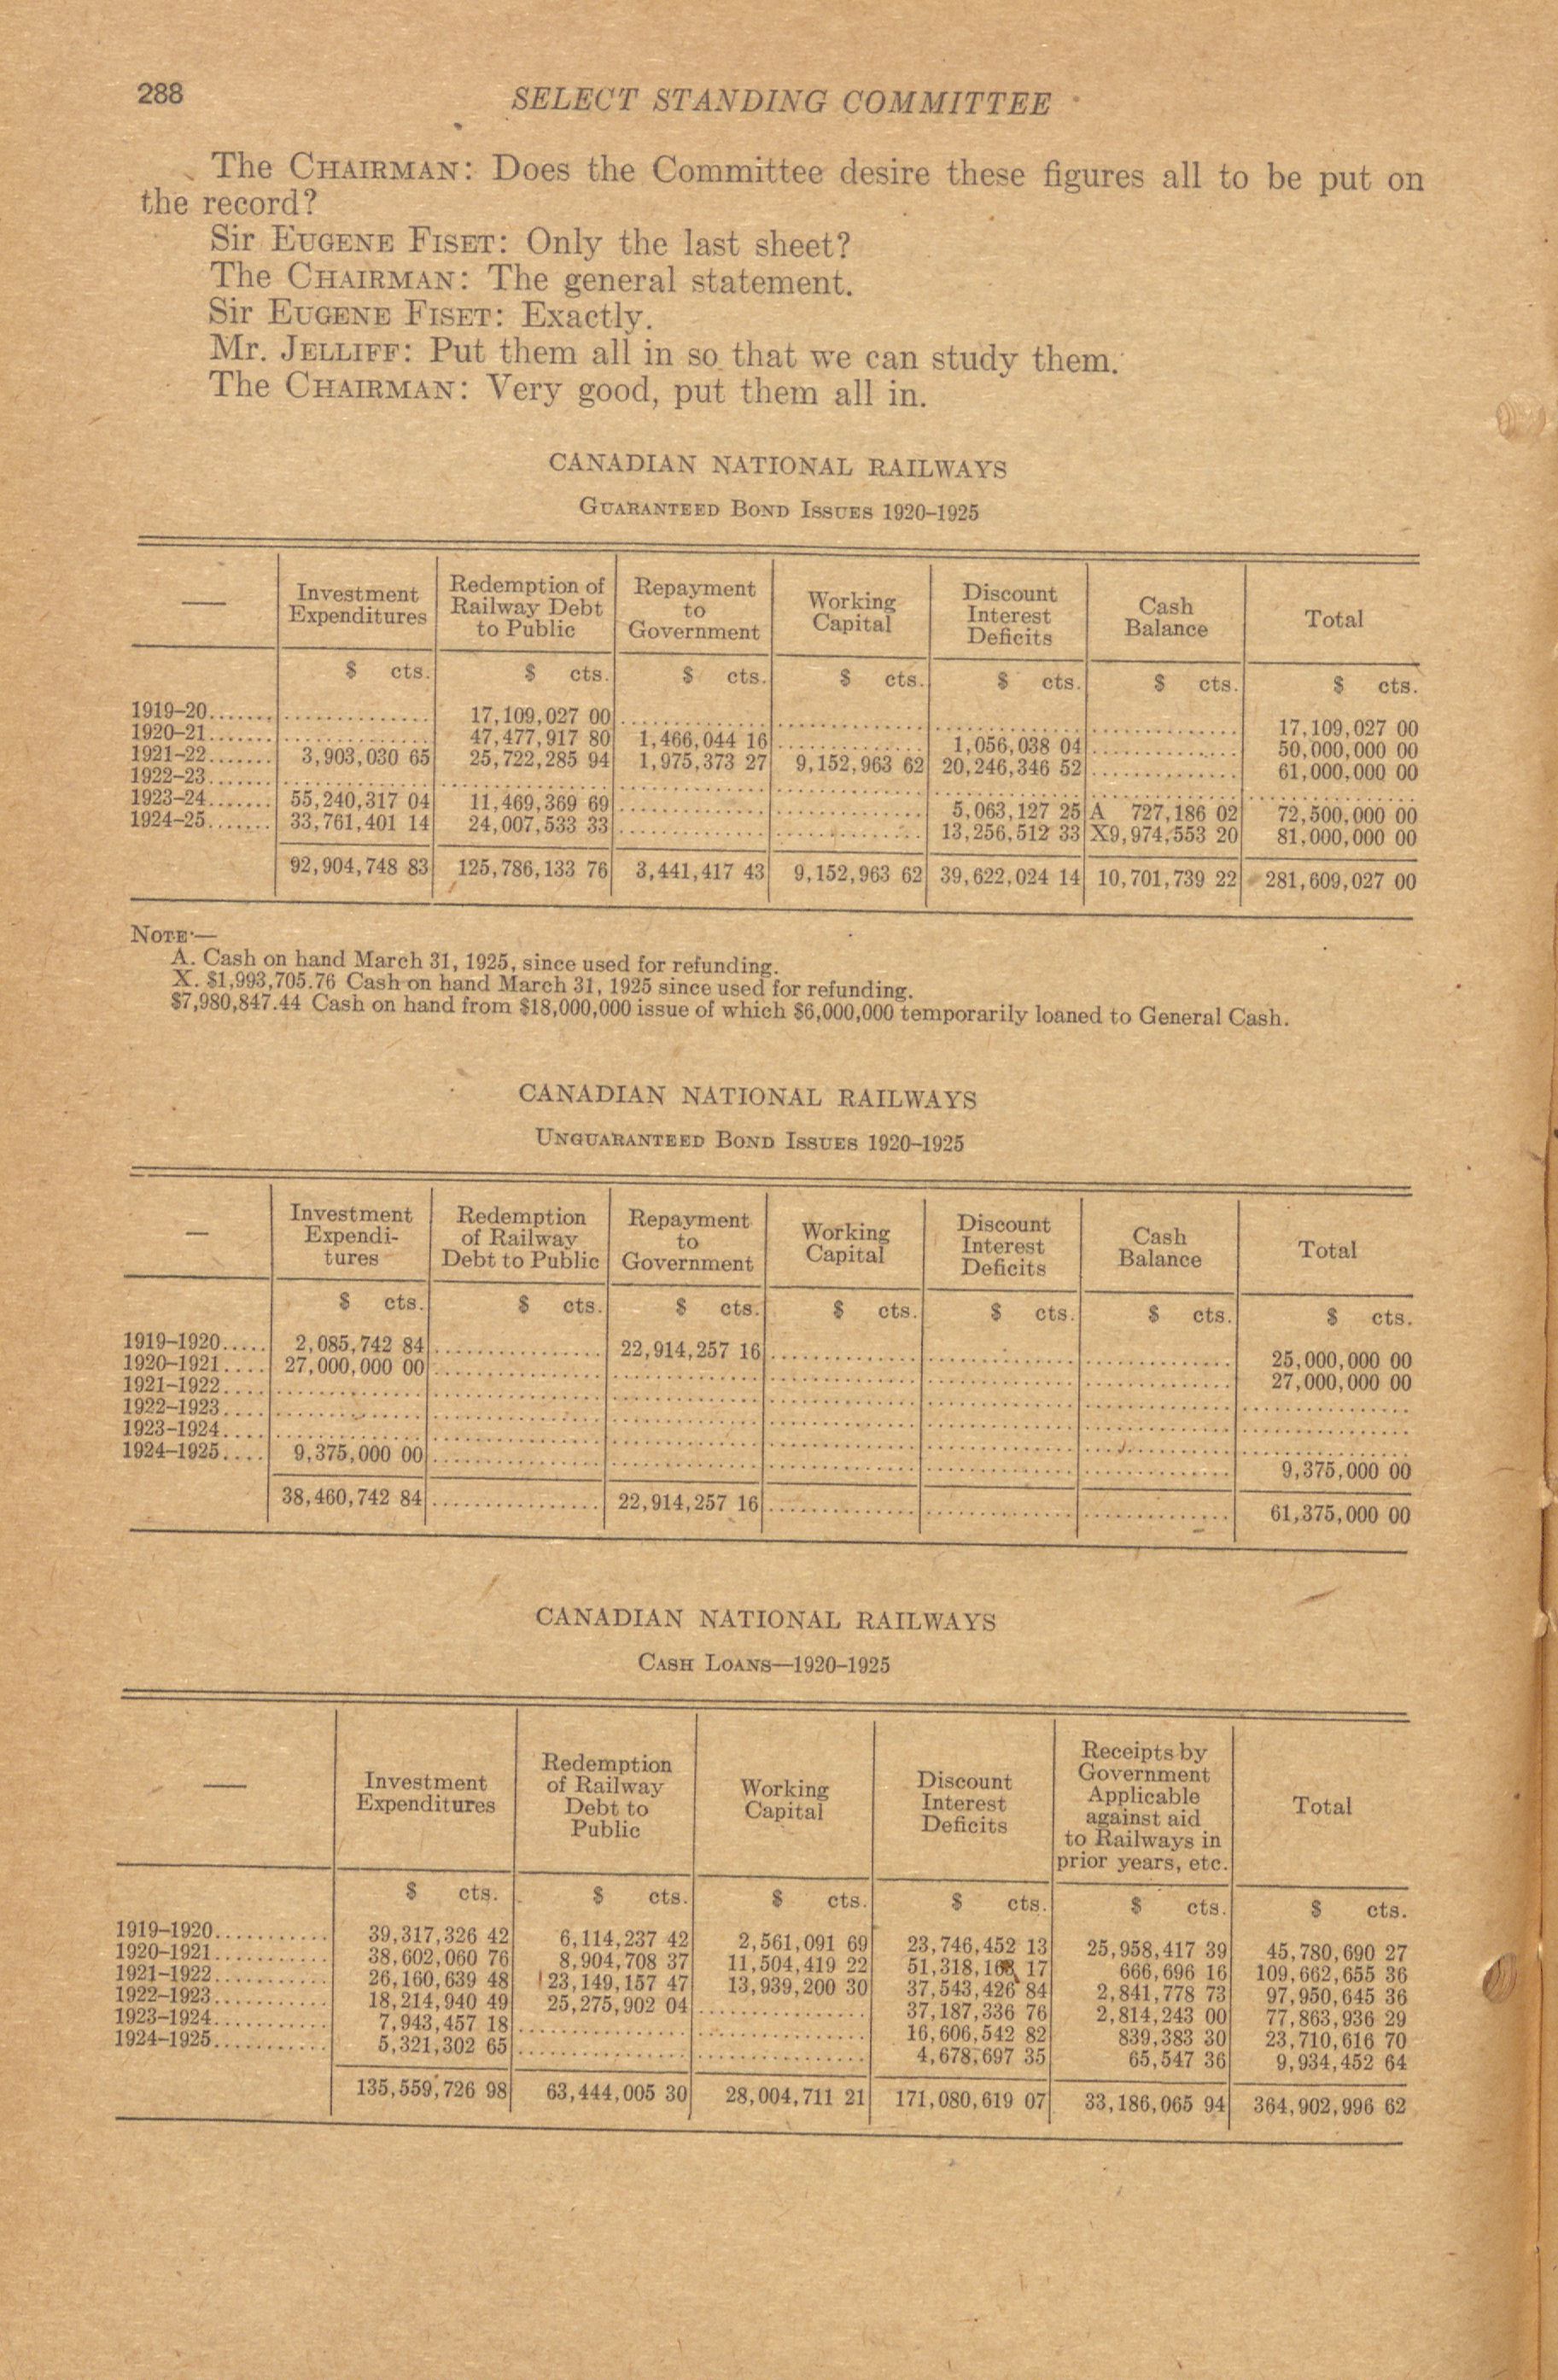 288 SELECT STANDING COMMITTEE
The CHAIRMAN: Does the Committee desire these figures all to be put on
the record?
Sir EUGENE FISET: Only the last sheet?
The CHAIRMAN: The general statement.
Sir EUGENE FISET: Exactly.
Mr. JELLIFF: Put them all in so that we can study them.
The CHAIRMAN: Very good, put them all in.
CANADIAN NATIONAL RAILWAYS
GUARANTEED BOND ISSUES 1920–1925
— Investment Expenditures Redemption of Railway Debt to Public Repayment to Government Working Capital Discount Interest Deficits Cash Balance Total
$ cts. $ cts. $ cts. $ cts. $ cts. $ cts. $ cts.
1919–20....... .............. 17,109,027 00 .............. .............. .............. .............. 17,109,027 00
1920–21....... .............. 47,477,917 80 1,466,044 16 .............. 1,056,038 04 .............. 50,000,000 00
1921–22....... 3,903,030 65 25,722,285 94 1,975,373 27 9,152,963 62 20,246,346 52 .............. 61,000,000 00
1922–23....... .............. .............. .............. .............. .............. .............. ..............
1923–24....... 55,240,317 04 11,469,369 69 .............. .............. 5,063,127 25 A 727,186 02 72,500,000 00
1924–25....... 33,761,401 14 24,007,533 33 .............. .............. 13,256,512 33 X9,974,553 20 81,000,000 00
92,904,748 83 125,786,133 76 3,441,417 43 9,152,963 62 39,622,024 14 10,701,739 22 281,609,027 00
NOTE·—
A. Cash on hand March 31, 1925, since used for refunding.
X. $1,993,705.76 Cash on hand March 31, 1925 since used for refunding.
$7,980,847.44 Cash on hand from $18,000,000 issue of which $6,000,000 temporarily loaned to General Cash.
CANADIAN NATIONAL RAILWAYS
UNGUARANTEED BOND ISSUES 1920–1925
— Investment Expendi-tures Redemption of Railway Debt to Public Repayment to Government Working Capital Discount Interest Deficits Cash Balance Total
$ cts. $ cts. $ cts. $ cts. $ cts. $ cts. $ cts.
1919–1920..... 2,085,742 84 .............. 22,914,257 16 .............. .............. .............. 25,000,000 00
1920–1921.... 27,000,000 00 .............. .............. .............. .............. .............. 27,000,000 00
1921–1922.... .............. .............. .............. .............. .............. .............. ..............
1922–1923.... .............. .............. .............. .............. .............. .............. ..............
1923–1924.... .............. .............. .............. .............. .............. .............. ..............
1924–1925.... 9,375,000 00 .............. .............. .............. .............. .............. 9,375,000 00
38,460,742 84 .............. 22,914,257 16 .............. .............. .............. 61,375,000 00
CANADIAN NATIONAL RAILWAYS
CASH LOANS—1920–1925
— Investment Expenditures Redemption of Railway Debt to Public Working Capital Discount Interest Deficits Receipts by Government Applicable against aid to Railways in prior years, etc. Total
$ cts. $ cts. $ cts. $ cts. $ cts. $ cts.
1919–1920........... 39,317,326 42 6,114,237 42 2,561,091 69 23,746,452 13 25,958,417 39 45,780,690 27
1920–1921........... 38,602,060 76 8,904,708 37 11,504,419 22 51,318,163 17 666,696 16 109,662,655 36
1921–1922........... 26,160,639 48 23,149,157 47 13,939,200 30 37,543,426 84 2,841,778 73 97,950,645 36
1922–1923........... 18,214,940 49 25,275,902 04 .............. 37,187,336 76 2,814,243 00 77,863,936 29
1923–1924........... 7,943,457 18 .............. .............. 16,606,542 82 839,383 30 23,710,616 70
1924–1925........... 5,321,302 65 .............. .............. 4,678,697 35 65,547 36 9,934,452 64
135,559,726 98 63,444,005 30 28,004,711 21 171,080,619 07 33,186,065 94 364,902,996 62